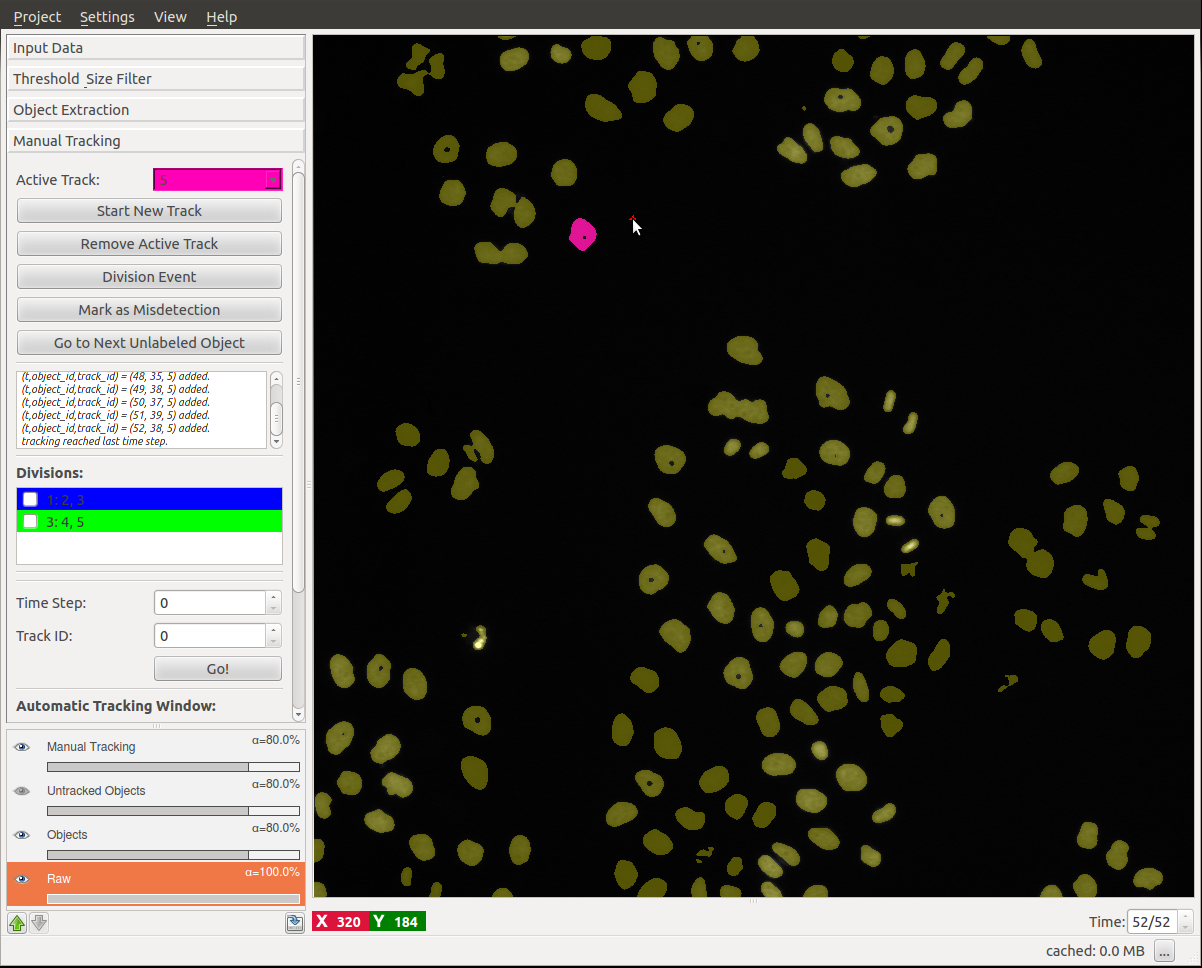 Project Settings View Help
Input Data
Threshold_Size Filter
Object Extraction
Manual Tracking
Active Track: 5
Start New Track
Remove Active Track
Division Event
Mark as Misdetection
Go to Next Unlabeled Object
(t,object_id,track_id) = (48, 35, 5) added.
(t,object_id,track_id) = (49, 38, 5) added.
(t,object_id,track_id) = (50, 37, 5) added.
(t,object_id,track_id) = (51, 39, 5) added.
(t,object_id,track_id) = (52, 38, 5) added.
tracking reached last time step.
Divisions:
1: 2, 3
3: 4, 5
Time Step: 0
Track ID: 0
Go!
Automatic Tracking Window:
Manual Tracking α=80.0%
Untracked Objects α=80.0%
Objects α=80.0%
Raw α=100.0%
X 320 Y 184
Time: 52/52
cached: 0.0 MB ...